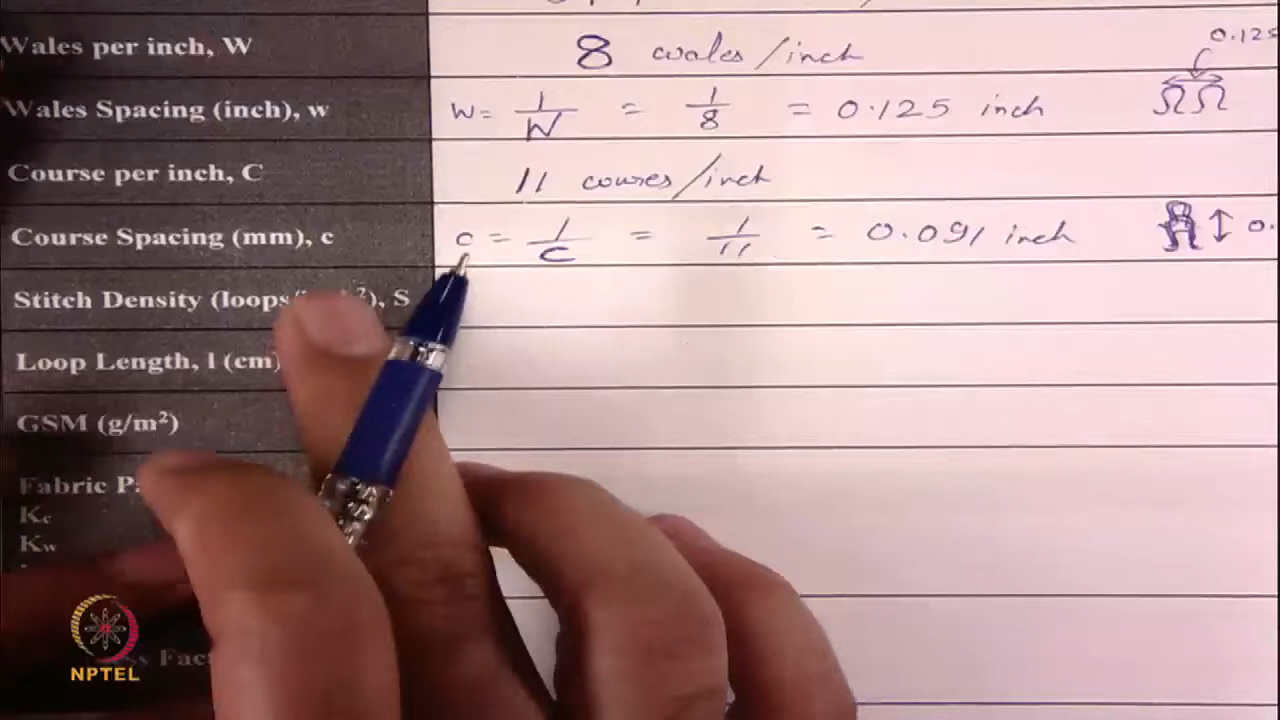 Wales per inch, W 8 wales/inch 0.125
Wales Spacing (inch), w w = 1/W = 1/8 = 0.125 inch
Course per inch, C 11 courses/inch
Course Spacing (mm), c c = 1/C = 1/11 = 0.091 inch 0.
Stitch Density (loops ²), S
Loop Length, l (cm)
GSM (g/m²)
Fabric
Kc
Kw
NPTEL